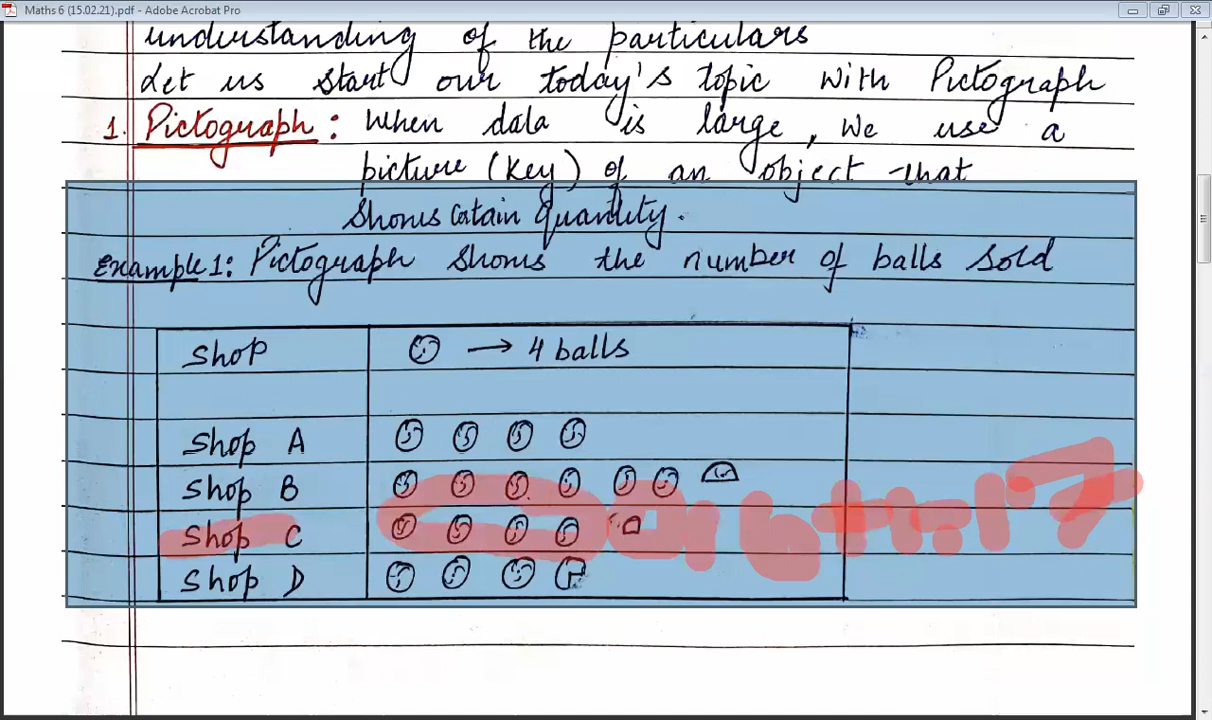 Maths 6 (15.02.21).pdf - Adobe Acrobat Pro
understanding of the particulars
Let us start our today's topic with Pictograph
1. Pictograph : When data is large, we use a
picture (key) of an object that
shows certain quantity.
Example 1: Pictograph shows the number of balls sold
Shop → 4 balls
Shop A
Shop B
Shop C
Shop D